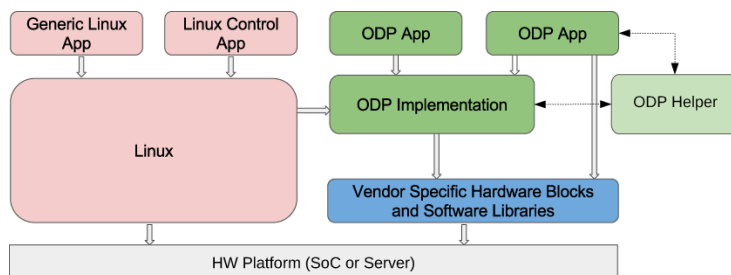 Generic Linux
App
Linux Control
App
ODP App
ODP App
ODP Implementation
ODP Helper
Linux
Vendor Specific Hardware Blocks
and Software Libraries
HW Platform (SoC or Server)